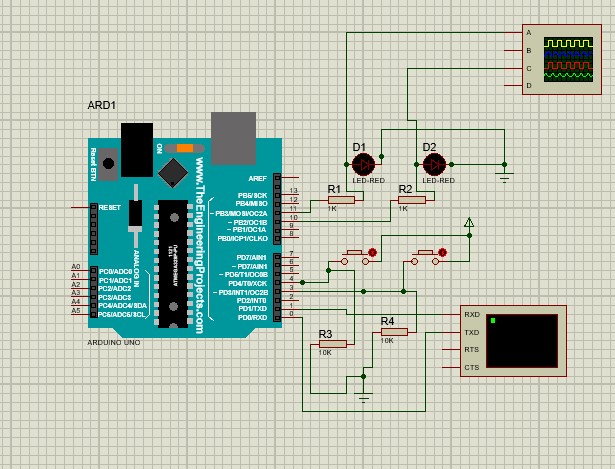 A
B
C
D
ARD1
ON
Reset BTN
www.TheEngineeringProjects.com
D1
LED-RED
D2
LED-RED
R1
1K
R2
1K
AREF
PB5/SCK
PB4/MISO
~ PB3/MOSI/OC2A
~ PB2/OC1B
~ PB1/OC1A
PB0/ICP1/CLKO
13
12
11
10
9
8
RESET
ANALOG IN
A0
A1
A2
A3
A4
A5
PC0/ADC0
PC1/ADC1
PC2/ADC2
PC3/ADC3
PC4/ADC4/SDA
PC5/ADC5/SCL
PD7/AIN1
~ PD7/AIN1
~ PD6/OC0B
PD4/T0/XCK
~ PD3/INT1/OC2B
PD2/INT0
PD1/TXD
PD0/RXD
7
6
5
4
3
2
1
0
R3
10K
R4
10K
RXD
TXD
RTS
CTS
ARDUINO UNO